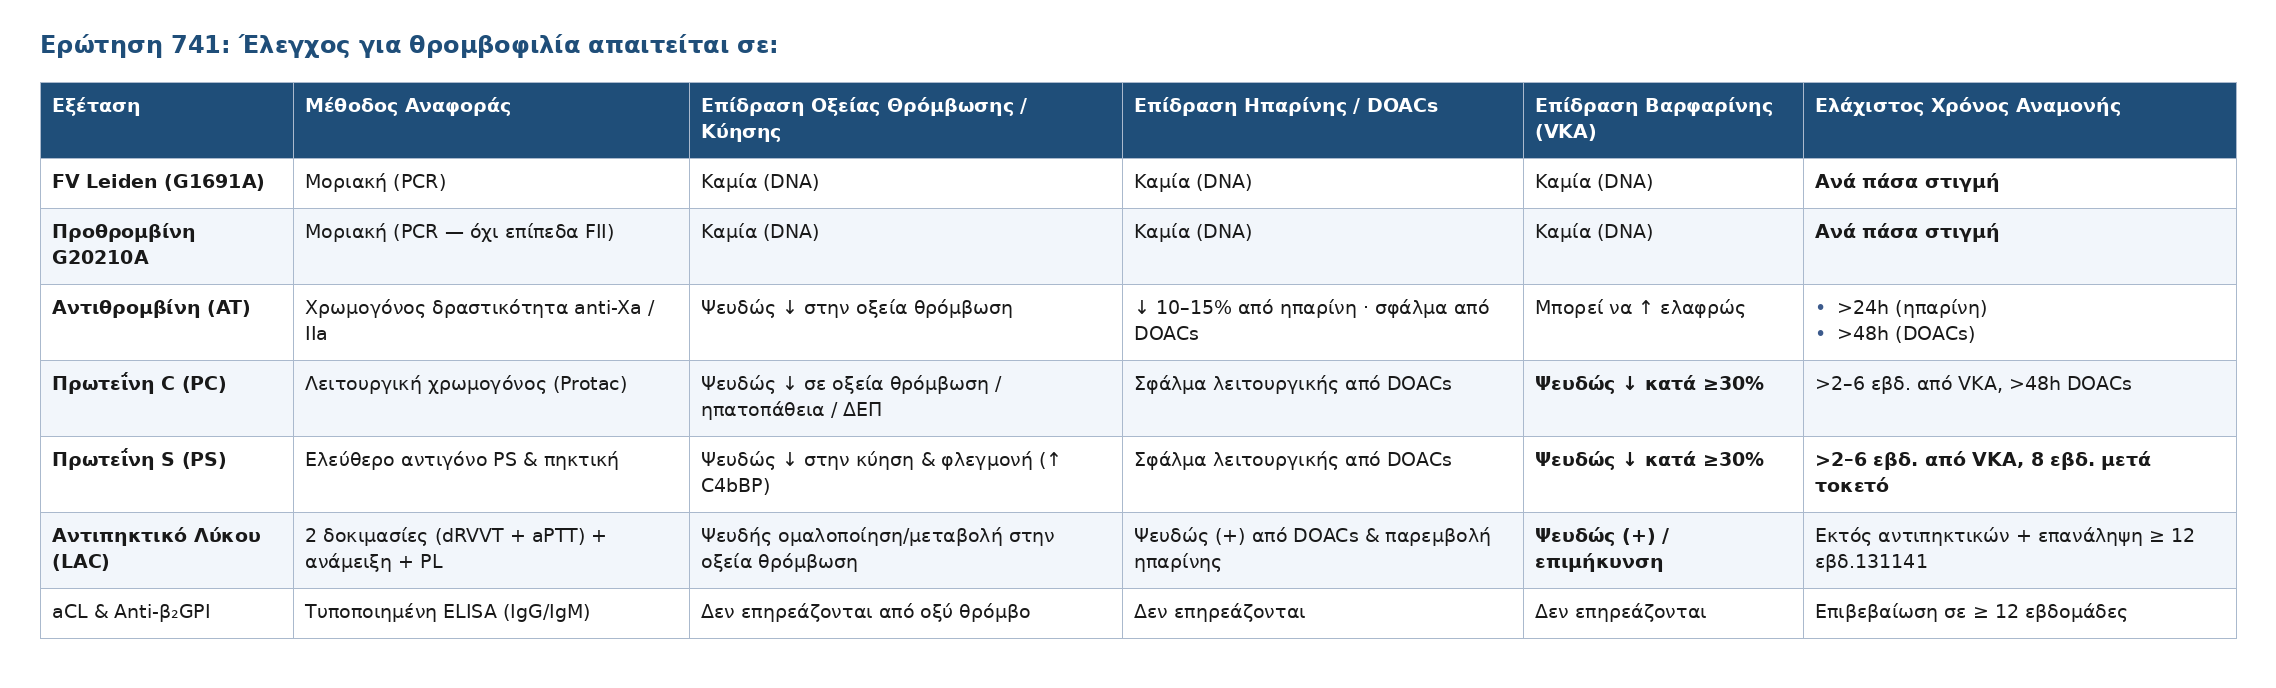 Ερώτηση 741: Έλεγχος για θρομβοφιλία απαιτείται σε:
Εξέταση
Μέθοδος Αναφοράς
Επίδραση Οξείας Θρόμβωσης /
Κύησης
Επίδραση Ηπαρίνης / DOACs
Επίδραση Βαρφαρίνης
(VKA)
Ελάχιστος Χρόνος Αναμονής
FV Leiden (G1691A)
Μοριακή (PCR)
Καμία (DNA)
Καμία (DNA)
Καμία (DNA)
Ανά πάσα στιγμή
Προθρομβίνη
G20210A
Μοριακή (PCR — όχι επίπεδα FII)
Καμία (DNA)
Καμία (DNA)
Καμία (DNA)
Ανά πάσα στιγμή
Αντιθρομβίνη (AT)
Χρωμογόνος δραστικότητα anti-Xa /
IIa
Ψευδώς ↓ στην οξεία θρόμβωση
↓ 10–15% από ηπαρίνη · σφάλμα από
DOACs
Μπορεί να ↑ ελαφρώς
• >24h (ηπαρίνη)
• >48h (DOACs)
Πρωτεΐνη C (PC)
Λειτουργική χρωμογόνος (Protac)
Ψευδώς ↓ σε οξεία θρόμβωση /
ηπατοπάθεια / ΔΕΠ
Σφάλμα λειτουργικής από DOACs
Ψευδώς ↓ κατά ≥30%
>2–6 εβδ. από VKA, >48h DOACs
Πρωτεΐνη S (PS)
Ελεύθερο αντιγόνο PS & πηκτική
Ψευδώς ↓ στην κύηση & φλεγμονή (↑
C4bBP)
Σφάλμα λειτουργικής από DOACs
Ψευδώς ↓ κατά ≥30%
>2–6 εβδ. από VKA, 8 εβδ. μετά
τοκετό
Αντιπηκτικό Λύκου
(LAC)
2 δοκιμασίες (dRVVT + aPTT) +
ανάμειξη + PL
Ψευδής ομαλοποίηση/μεταβολή στην
οξεία θρόμβωση
Ψευδώς (+) από DOACs & παρεμβολή
ηπαρίνης
Ψευδώς (+) /
επιμήκυνση
Εκτός αντιπηκτικών + επανάληψη ≥ 12
εβδ.131141
aCL & Anti-β₂GPI
Τυποποιημένη ELISA (IgG/IgM)
Δεν επηρεάζονται από οξύ θρόμβο
Δεν επηρεάζονται
Δεν επηρεάζονται
Επιβεβαίωση σε ≥ 12 εβδομάδες